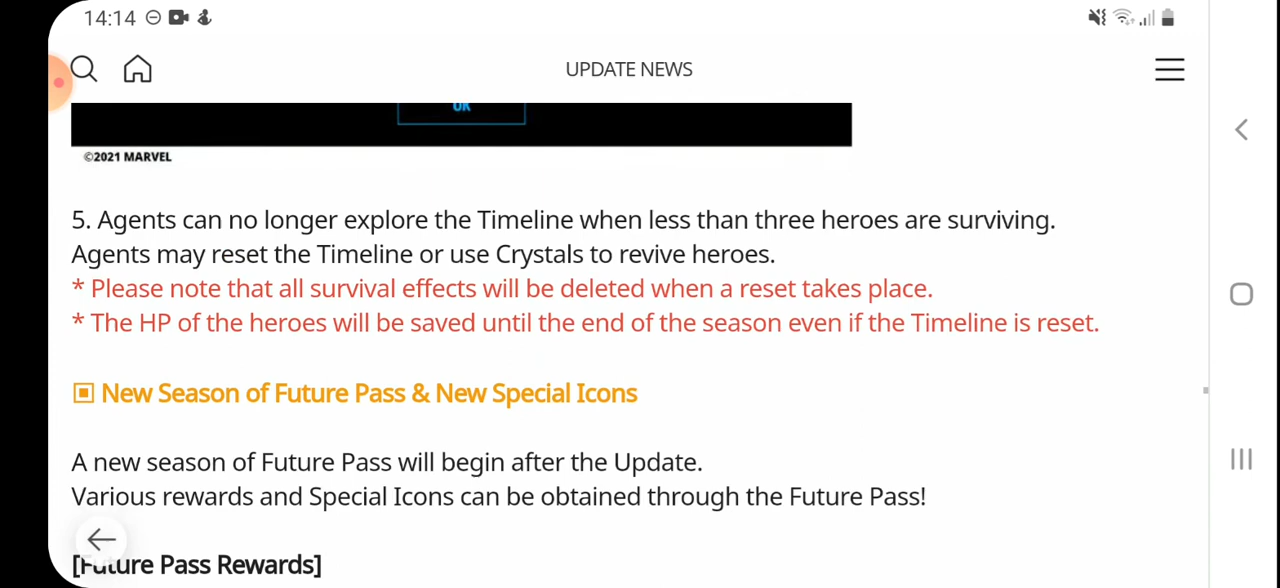 14:14
UPDATE NEWS
OK
©2021 MARVEL
5. Agents can no longer explore the Timeline when less than three heroes are surviving.
Agents may reset the Timeline or use Crystals to revive heroes.
* Please note that all survival effects will be deleted when a reset takes place.
* The HP of the heroes will be saved until the end of the season even if the Timeline is reset.
▣ New Season of Future Pass & New Special Icons
A new season of Future Pass will begin after the Update.
Various rewards and Special Icons can be obtained through the Future Pass!
[Future Pass Rewards]